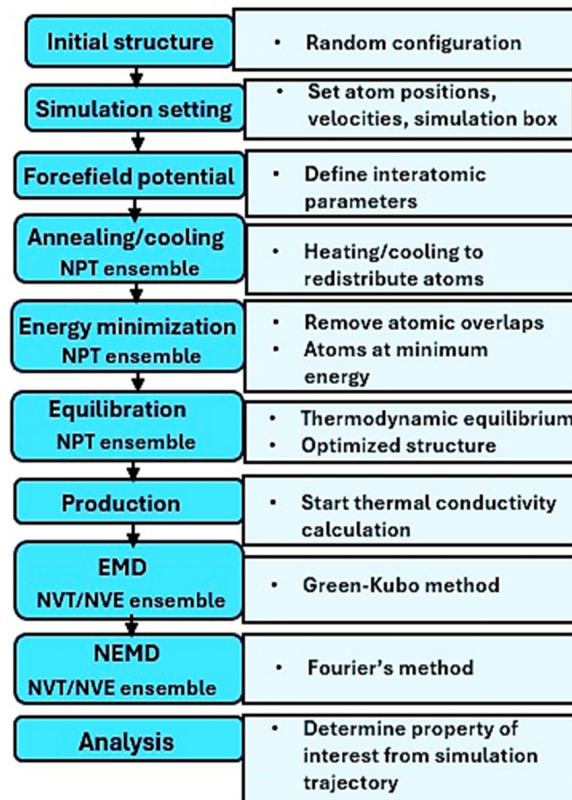 Initial structure
• Random configuration
Simulation setting
• Set atom positions,
velocities, simulation box
Forcefield potential
• Define interatomic
parameters
Annealing/cooling
NPT ensemble
• Heating/cooling to
redistribute atoms
Energy minimization
NPT ensemble
• Remove atomic overlaps
• Atoms at minimum
energy
Equilibration
NPT ensemble
• Thermodynamic equilibrium
• Optimized structure
Production
• Start thermal conductivity
calculation
EMD
NVT/NVE ensemble
• Green-Kubo method
NEMD
NVT/NVE ensemble
• Fourier's method
Analysis
• Determine property of
interest from simulation
trajectory